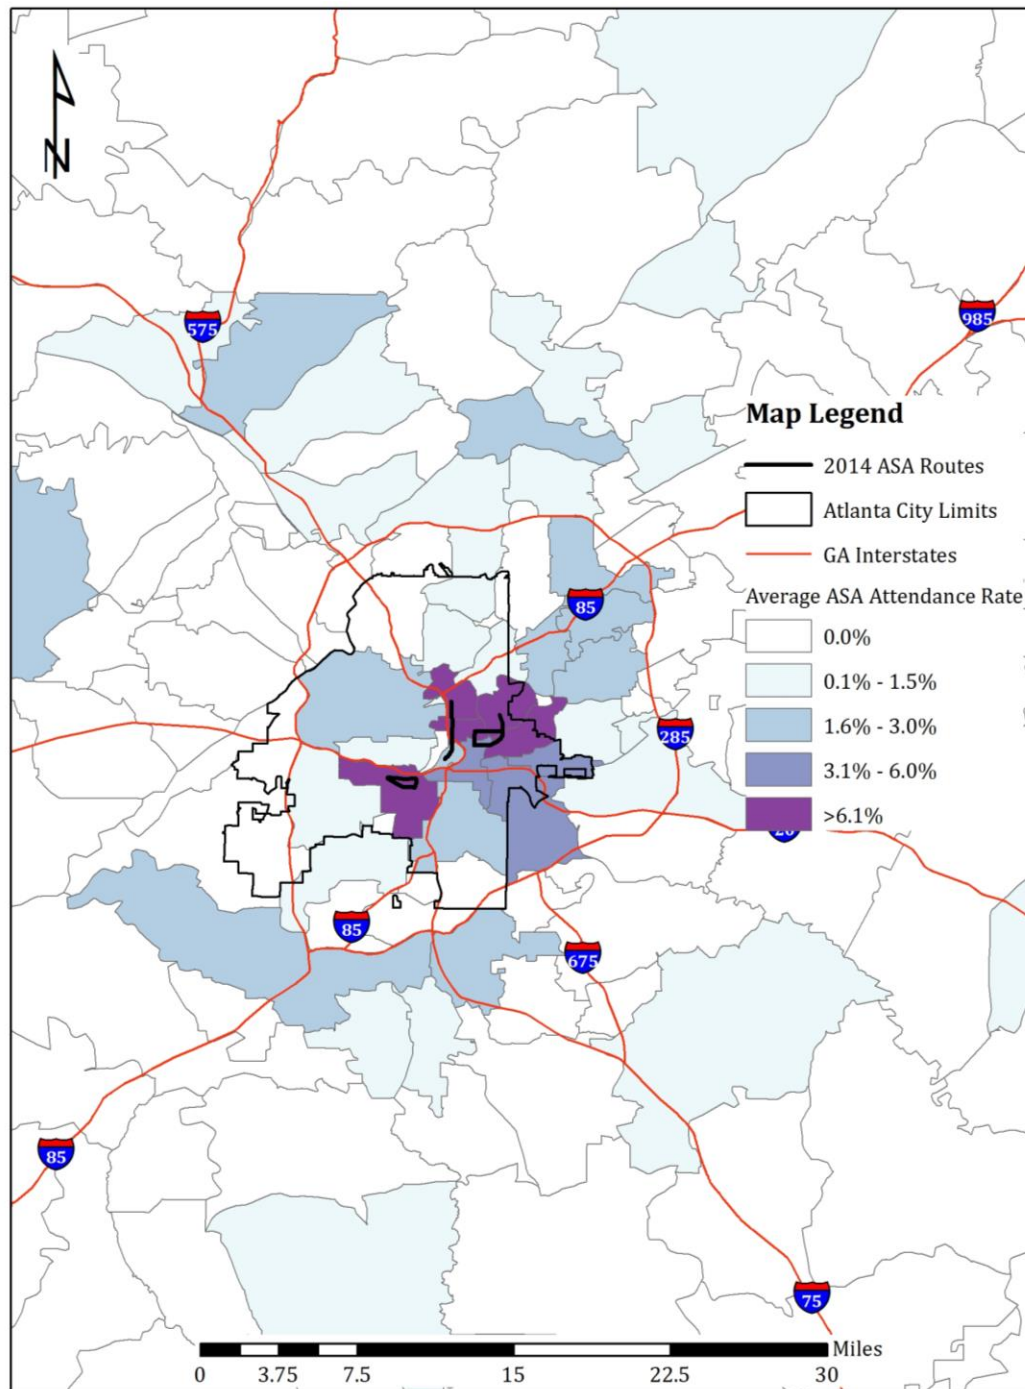 N
575
985
Map Legend
2014 ASA Routes
Atlanta City Limits
GA Interstates
Average ASA Attendance Rate
0.0%
0.1% - 1.5%
1.6% - 3.0%
3.1% - 6.0%
>6.1%
85
285
20
85
675
85
75
Miles
0 3.75 7.5 15 22.5 30